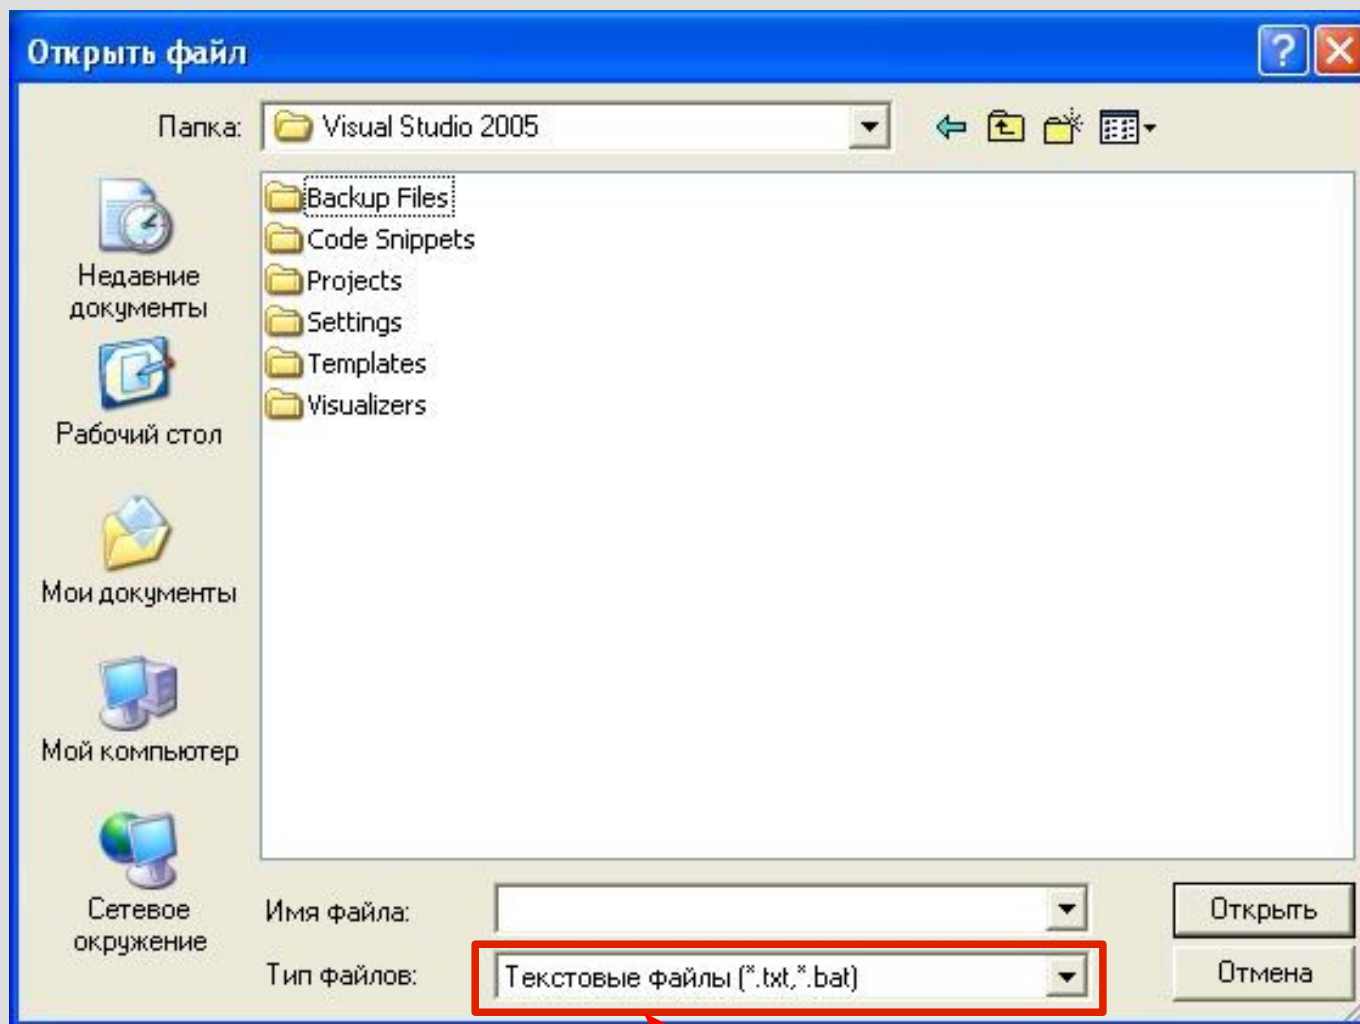 Открыть файл
Папка: Visual Studio 2005
Backup Files
Code Snippets
Projects
Settings
Templates
Visualizers
Недавние
документы
Рабочий стол
Мои документы
Мой компьютер
Сетевое
окружение
Имя файла:
Открыть
Тип файлов: Текстовые файлы (*.txt,*.bat)
Отмена